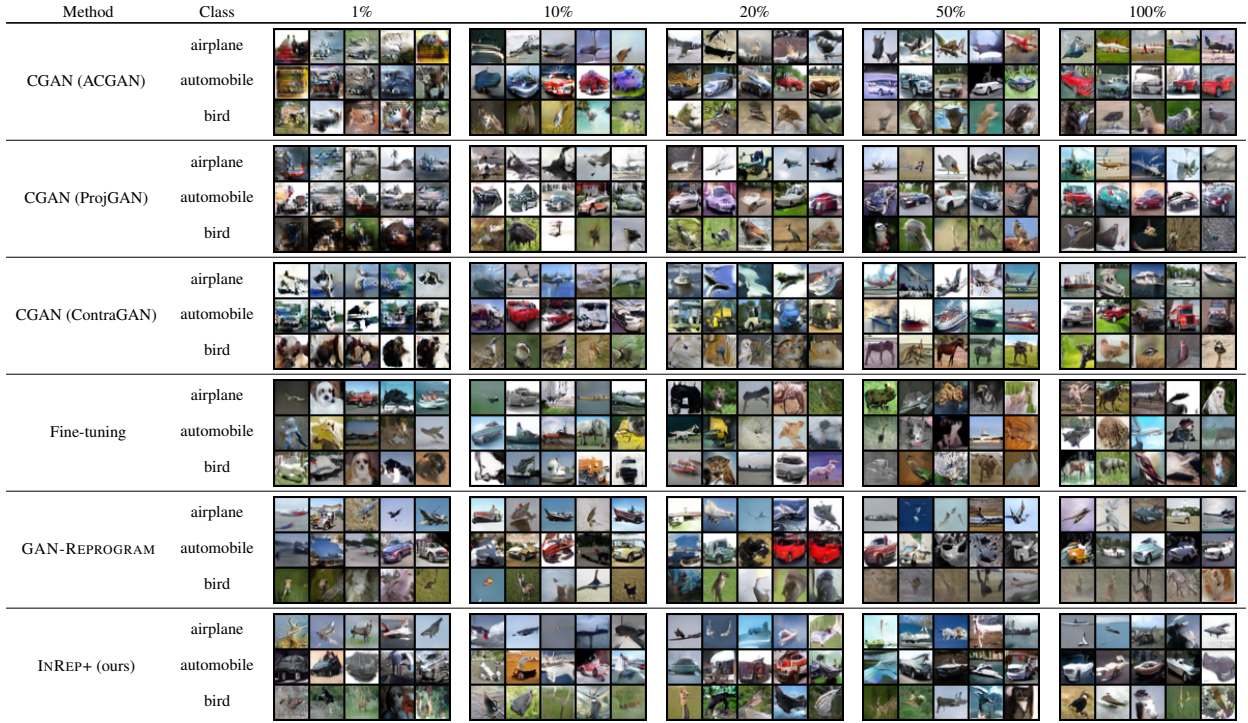 Method Class 1% 10% 20% 50% 100%
airplane
CGAN (ACGAN) automobile
bird
airplane
CGAN (ProjGAN) automobile
bird
airplane
CGAN (ContraGAN) automobile
bird
airplane
Fine-tuning automobile
bird
airplane
GAN-REPROGRAM automobile
bird
airplane
INREP+ (ours) automobile
bird